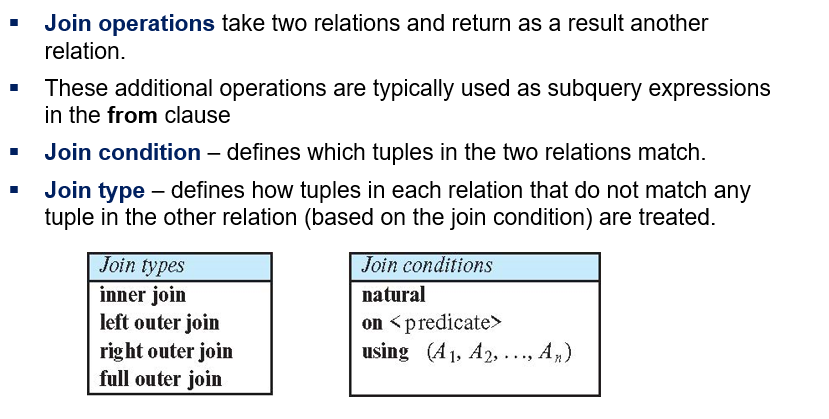 ▪ Join operations take two relations and return as a result another
relation.
▪ These additional operations are typically used as subquery expressions
in the from clause
▪ Join condition – defines which tuples in the two relations match.
▪ Join type – defines how tuples in each relation that do not match any
tuple in the other relation (based on the join condition) are treated.
Join types
inner join
left outer join
right outer join
full outer join
Join conditions
natural
on <predicate>
using (A₁, A₂, . . ., Aₙ)